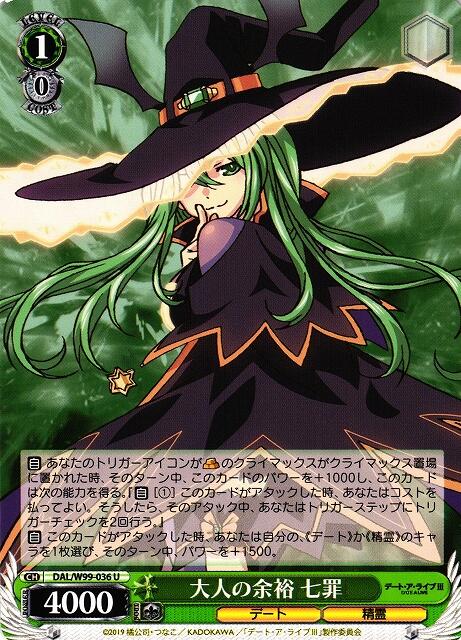 LEVEL
1
0
COST
自 あなたのトリガーアイコンが のクライマックスがクライマックス置場
に置かれた時、そのターン中、このカードのパワーを＋1000し、このカード
は次の能力を得る。『自［①］このカードがアタックした時、あなたはコストを
払ってよい。そうしたら、そのアタック中、あなたはトリガーステップにトリ
ガーチェックを2回行う。』
自 このカードがアタックした時、あなたは自分の、《デート》か《精霊》のキャ
ラを1枚選び、そのターン中、パワーを＋1500。
CH DAL/W99-036 U
4000
POWER
大人の余裕 七罪
デート・ア・ライブⅢ
DATE A LIVE
デート
精霊
©2019 橘公司・つなこ／KADOKAWA／「デート・ア・ライブⅢ」製作委員会